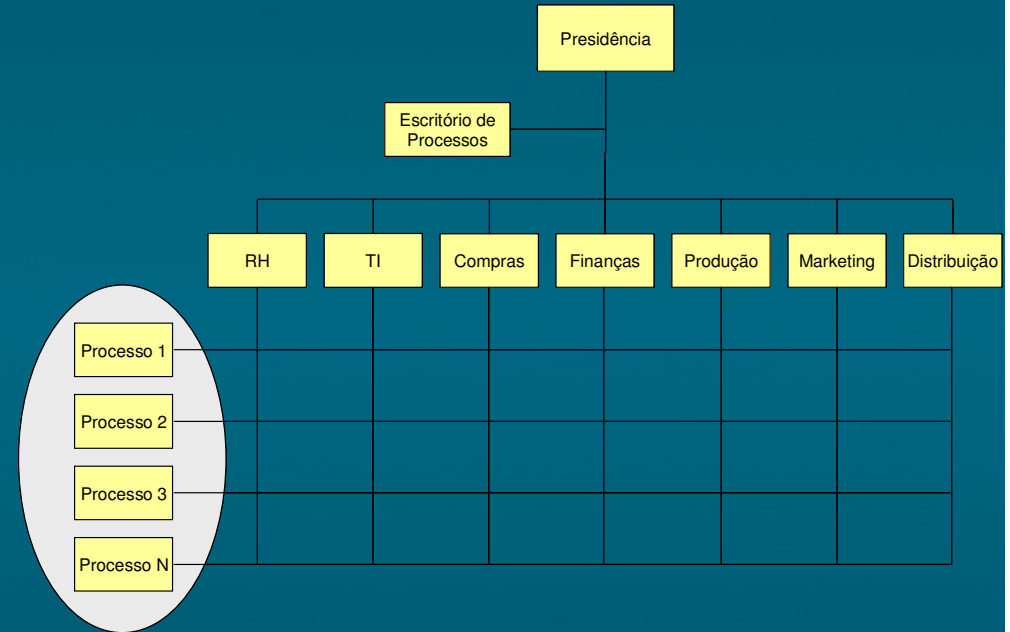 Presidência
Escritório de
Processos
RH
TI
Compras
Finanças
Produção
Marketing
Distribuição
Processo 1
Processo 2
Processo 3
Processo N